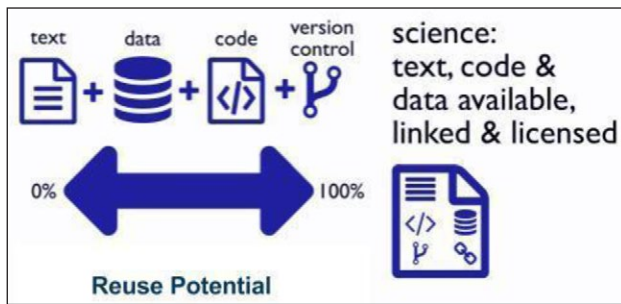 text
data
code
version
control
0%
100%
Reuse Potential
science:
text, code &
data available,
linked & licensed